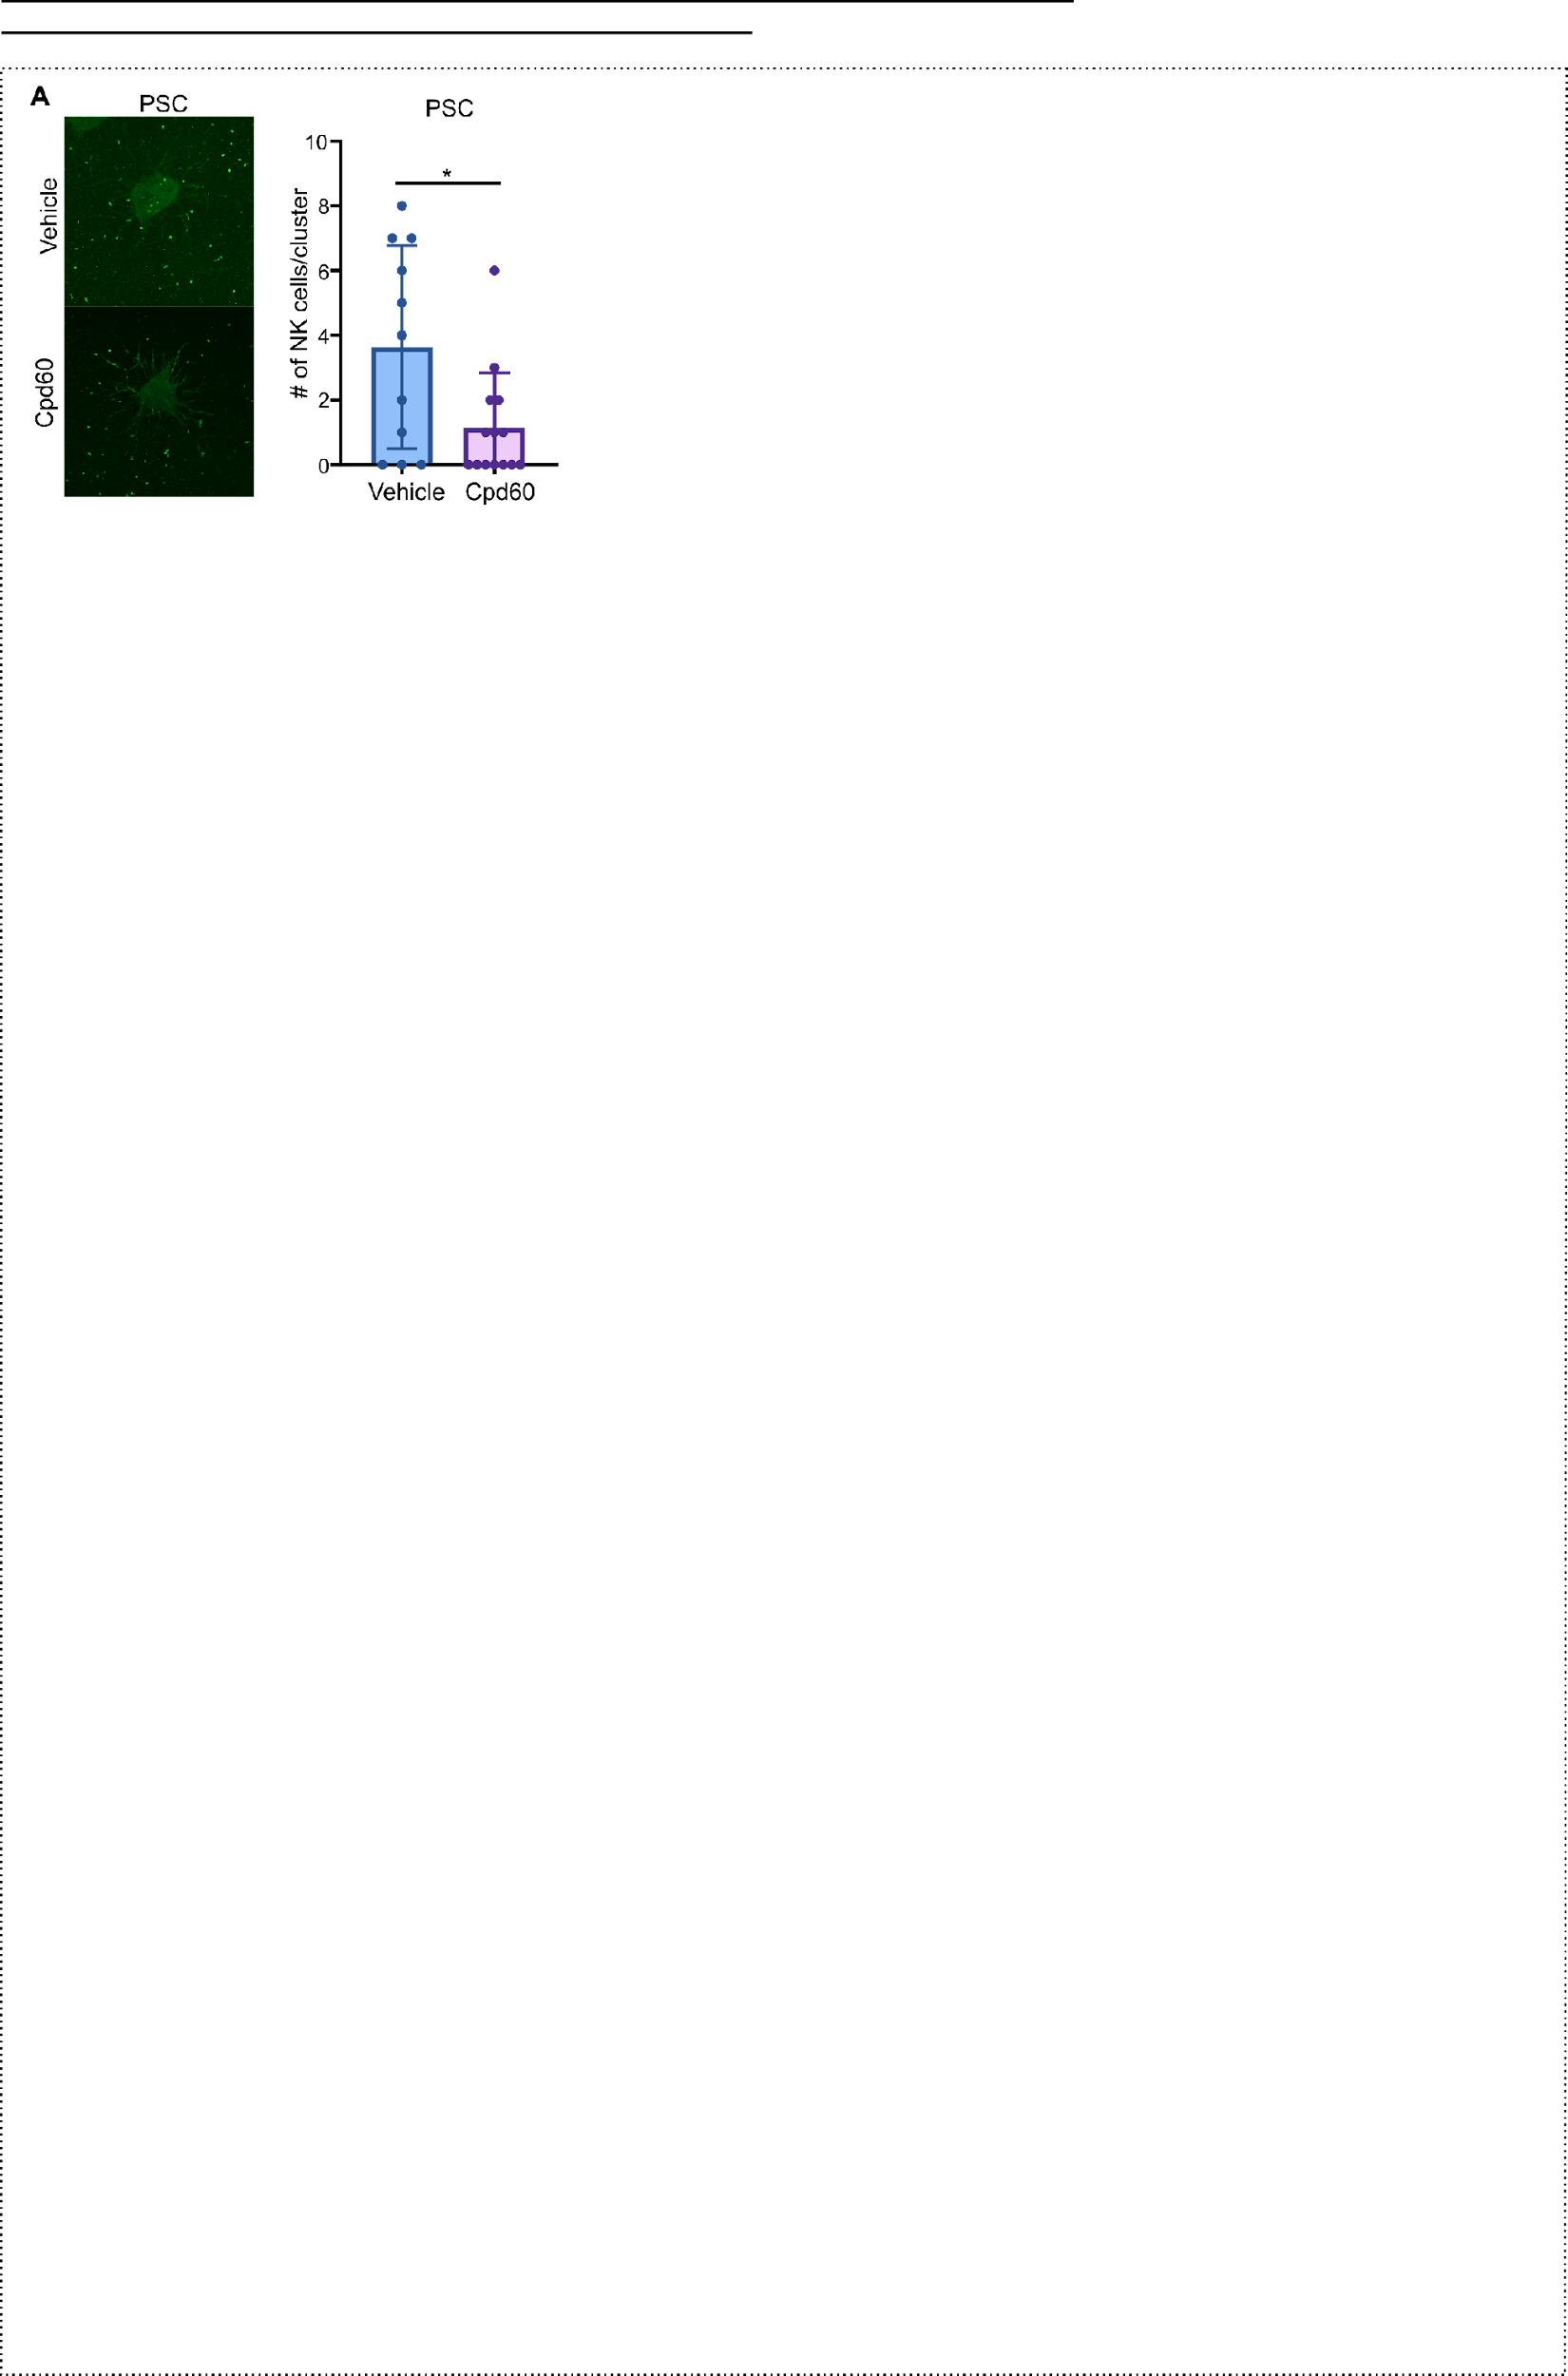 A
PSC
Vehicle
Cpd60
PSC
# of NK cells/cluster
10
8
6
4
2
0
*
Vehicle
Cpd60